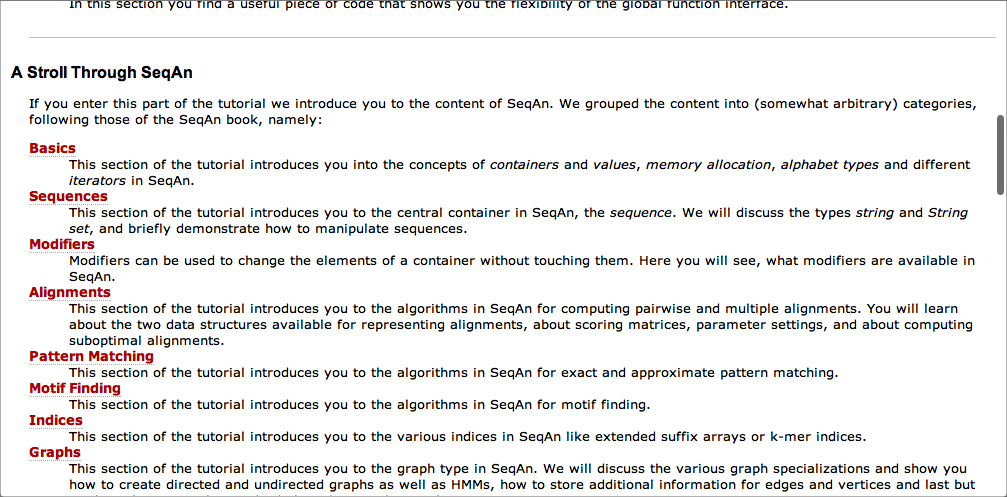 In this section you find a useful piece of code that shows you the flexibility of the global function interface.
A Stroll Through SeqAn
If you enter this part of the tutorial we introduce you to the content of SeqAn. We grouped the content into (somewhat arbitrary) categories,
following those of the SeqAn book, namely:
Basics
This section of the tutorial introduces you into the concepts of containers and values, memory allocation, alphabet types and different
iterators in SeqAn.
Sequences
This section of the tutorial introduces you to the central container in SeqAn, the sequence. We will discuss the types string and String
set, and briefly demonstrate how to manipulate sequences.
Modifiers
Modifiers can be used to change the elements of a container without touching them. Here you will see, what modifiers are available in
SeqAn.
Alignments
This section of the tutorial introduces you to the algorithms in SeqAn for computing pairwise and multiple alignments. You will learn
about the two data structures available for representing alignments, about scoring matrices, parameter settings, and about computing
suboptimal alignments.
Pattern Matching
This section of the tutorial introduces you to the algorithms in SeqAn for exact and approximate pattern matching.
Motif Finding
This section of the tutorial introduces you to the algorithms in SeqAn for motif finding.
Indices
This section of the tutorial introduces you to the various indices in SeqAn like extended suffix arrays or k-mer indices.
Graphs
This section of the tutorial introduces you to the graph type in SeqAn. We will discuss the various graph specializations and show you
how to create directed and undirected graphs as well as HMMs, how to store additional information for edges and vertices and last but